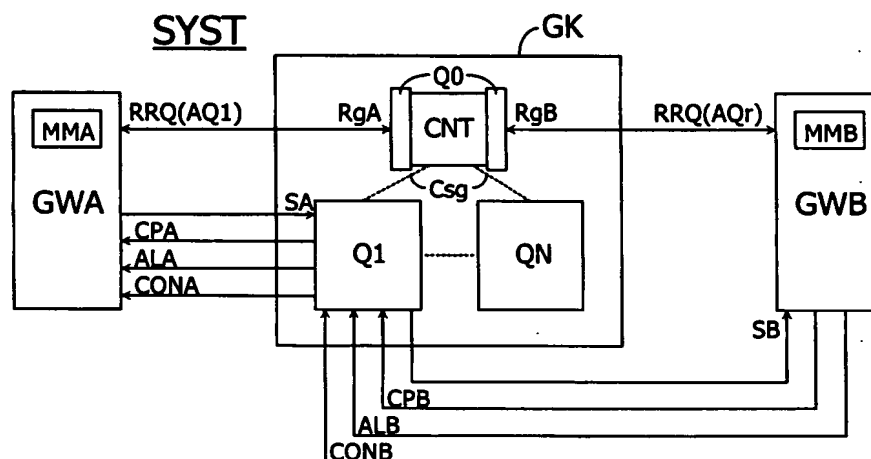 SYST
GK
Q0
RRQ(AQ1)
RgA
CNT
RgB
RRQ(AQr)
MMA
MMB
GWA
GWB
Csg
SA
CPA
ALA
CONA
Q1
QN
SB
CPB
ALB
CONB